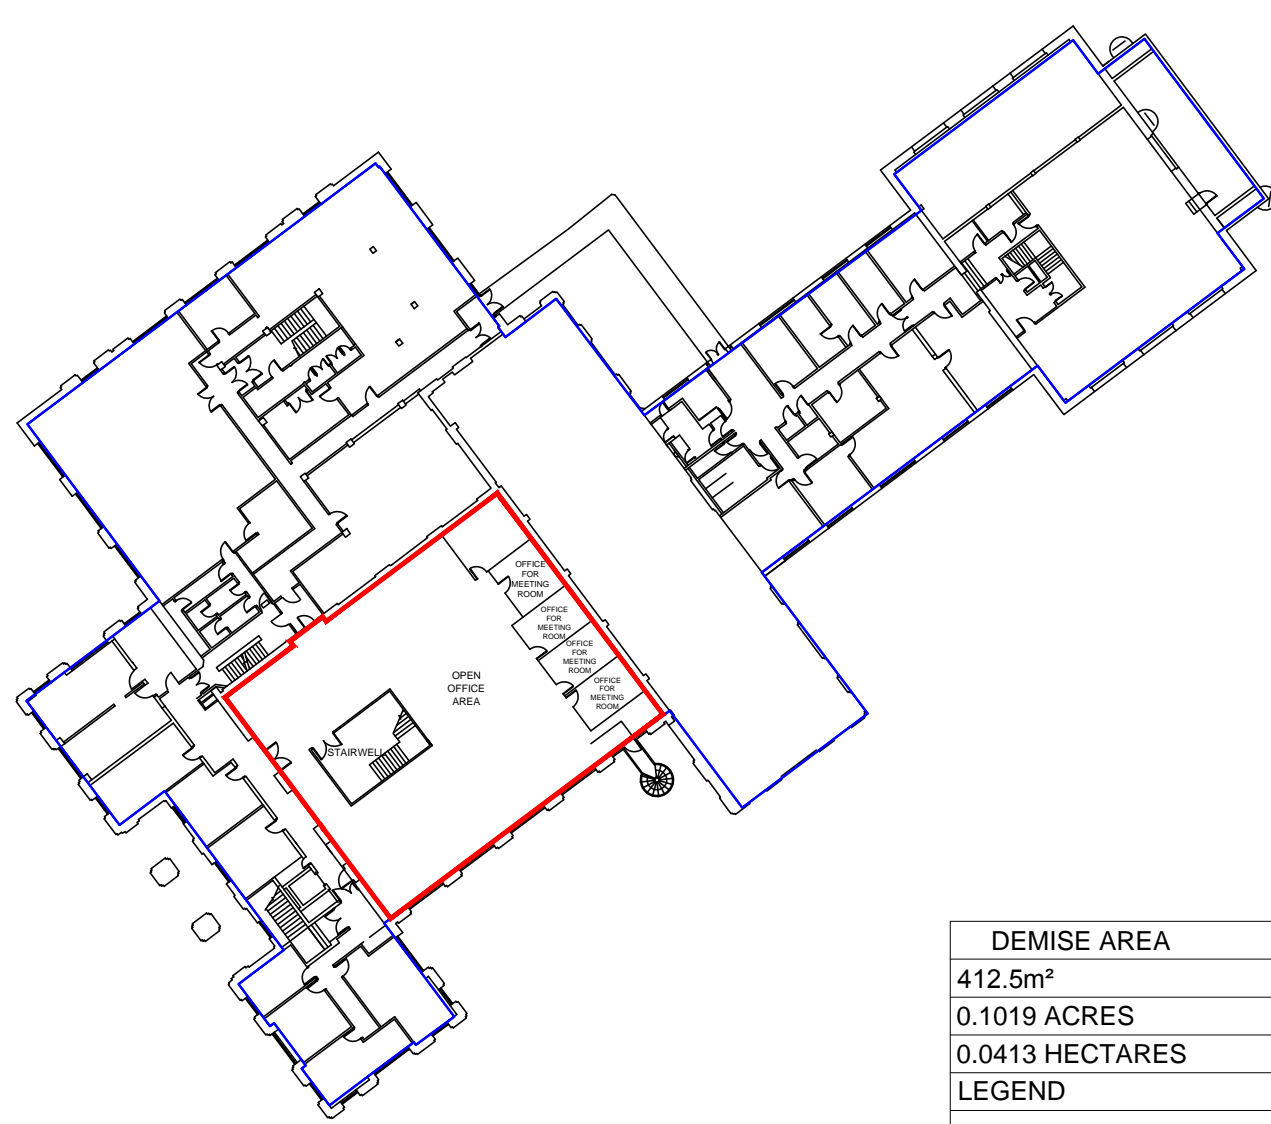 OFFICE
FOR
MEETING
ROOM
OFFICE
FOR
MEETING
ROOM
OFFICE
FOR
MEETING
ROOM
OFFICE
FOR
MEETING
ROOM
OPEN
OFFICE
AREA
STAIRWELL
DEMISE AREA
412.5m²
0.1019 ACRES
0.0413 HECTARES
LEGEND